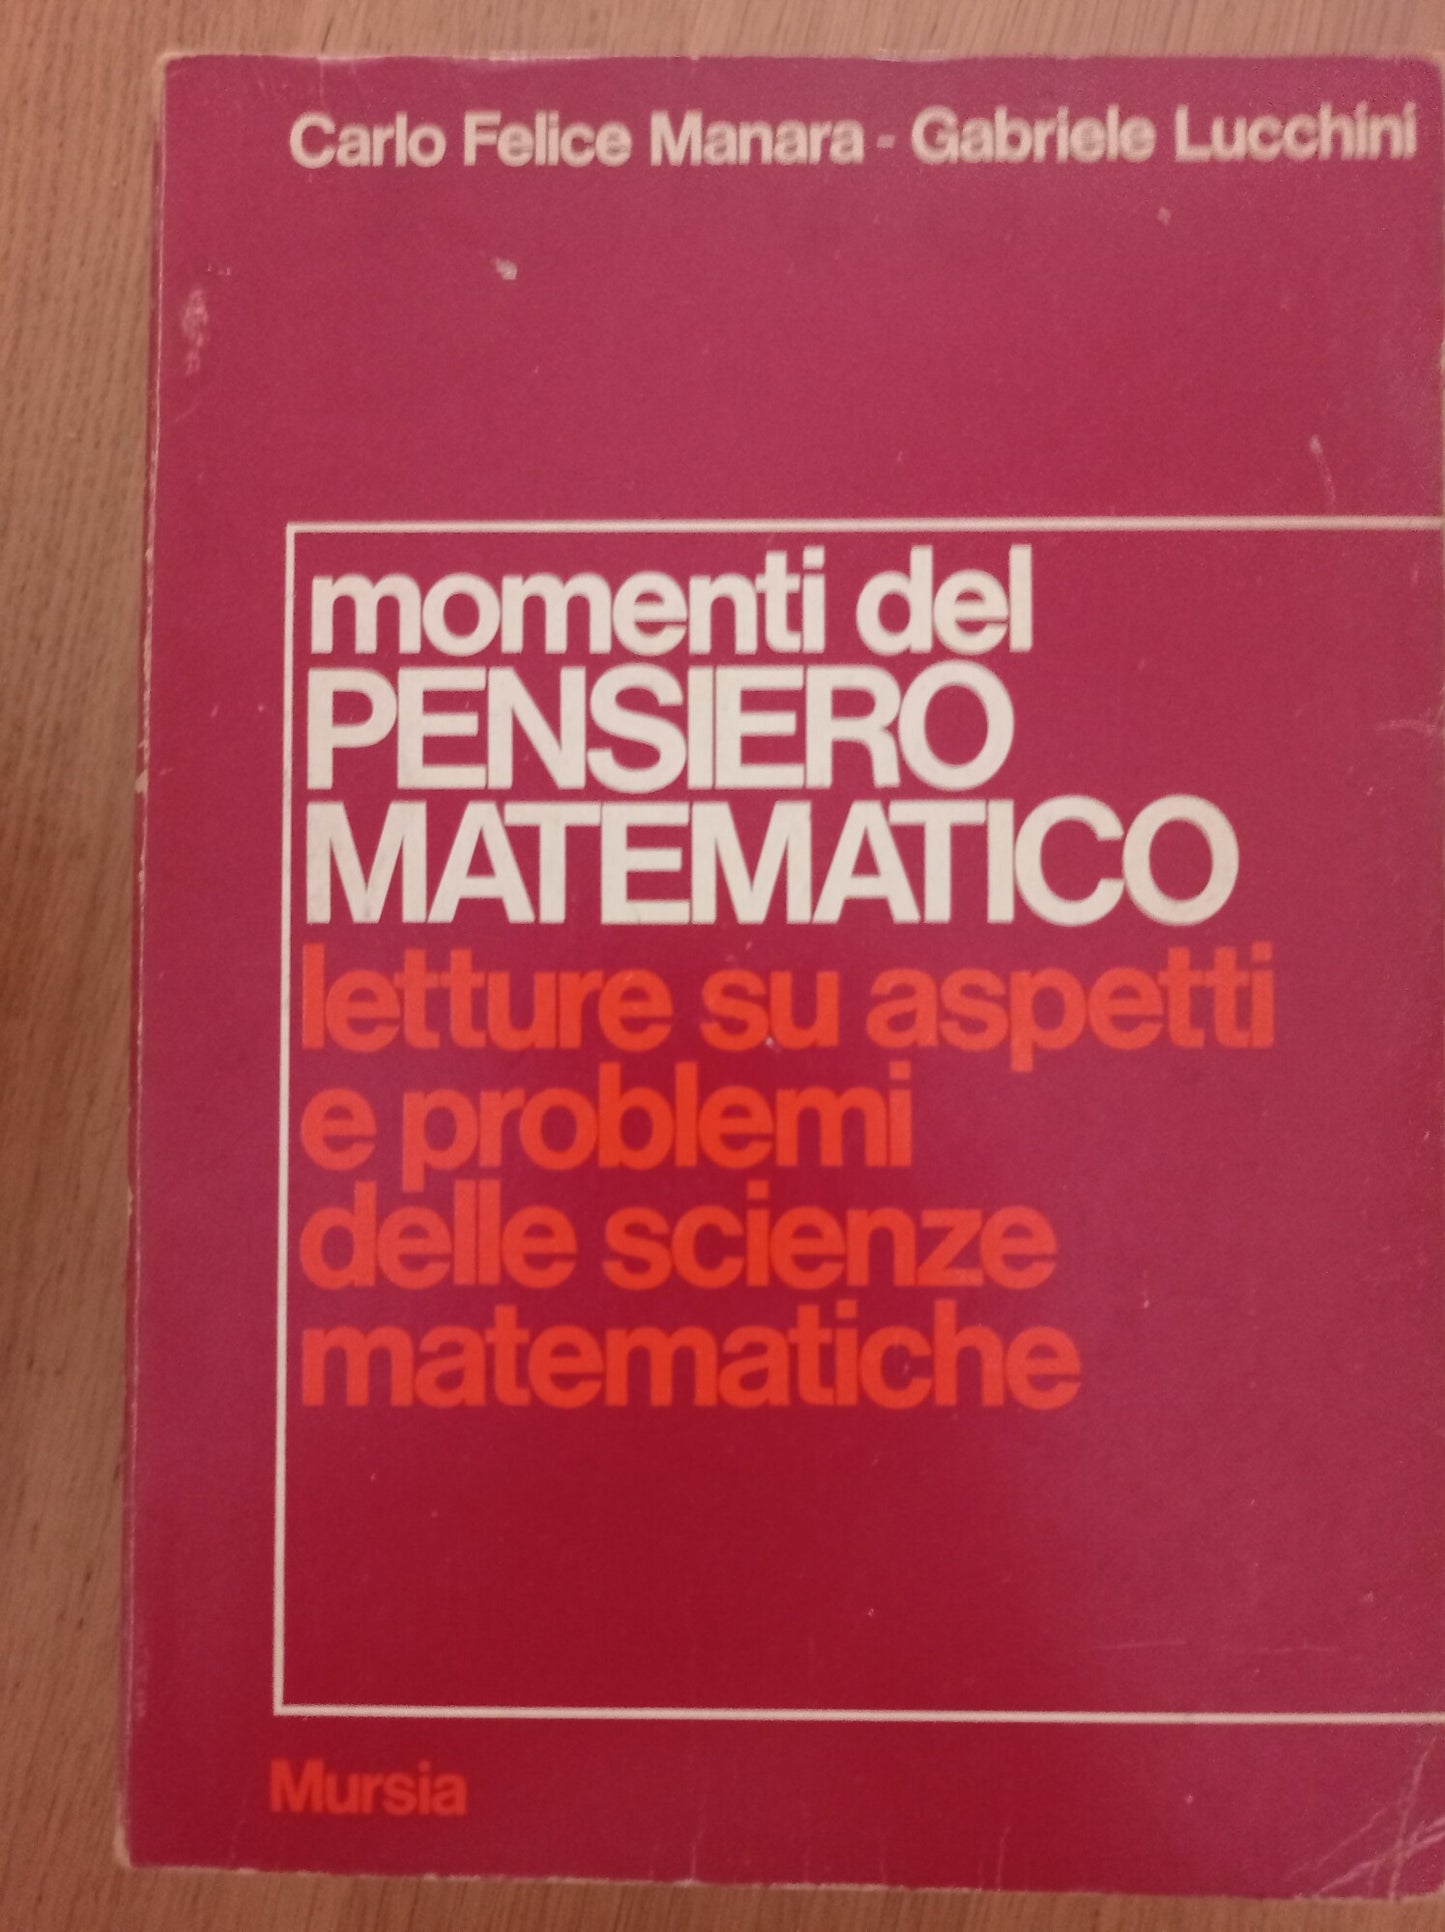 Carlo Felice Manara - Gabriele Lucchini
momenti del
PENSIERO
MATEMATICO
letture su aspetti
e problemi
delle scienze
matematiche
Mursia